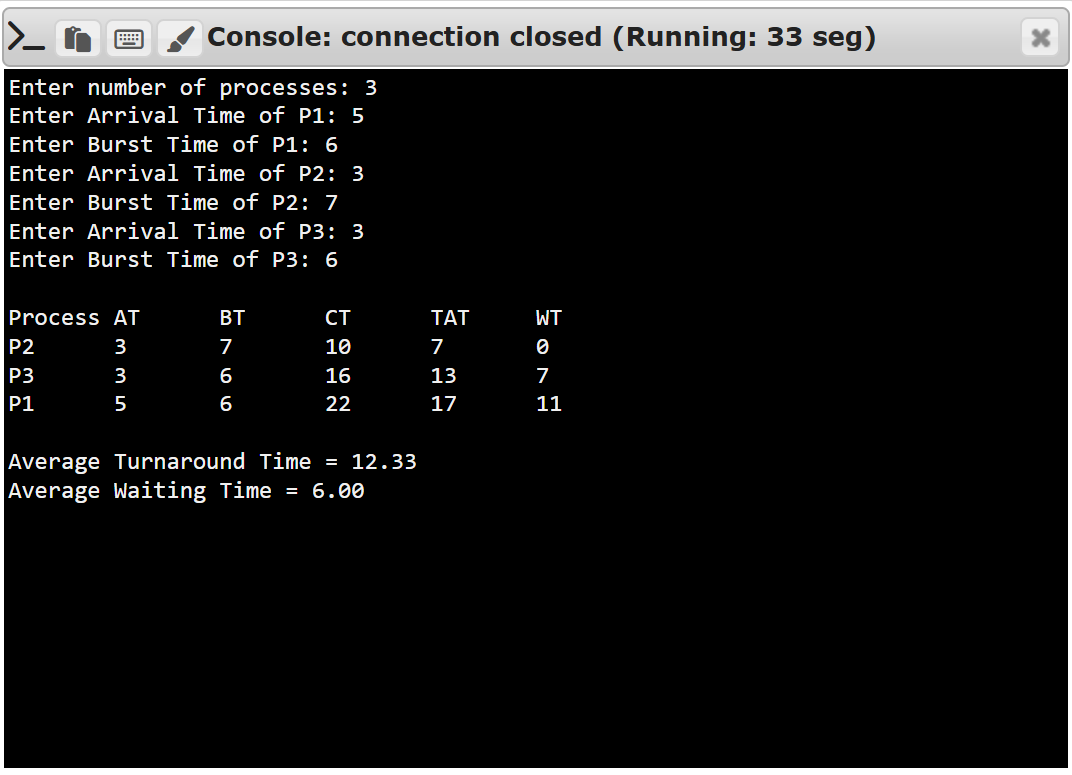 Console: connection closed (Running: 33 seg)
Enter number of processes: 3
Enter Arrival Time of P1: 5
Enter Burst Time of P1: 6
Enter Arrival Time of P2: 3
Enter Burst Time of P2: 7
Enter Arrival Time of P3: 3
Enter Burst Time of P3: 6
Process AT BT CT TAT WT
P2 3 7 10 7 0
P3 3 6 16 13 7
P1 5 6 22 17 11
Average Turnaround Time = 12.33
Average Waiting Time = 6.00